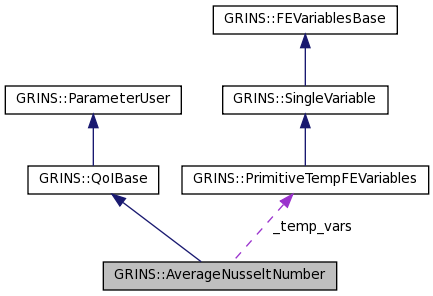 GRINS::FEVariablesBase
GRINS::ParameterUser
GRINS::SingleVariable
GRINS::QoIBase
GRINS::PrimitiveTempFEVariables
_temp_vars
GRINS::AverageNusseltNumber